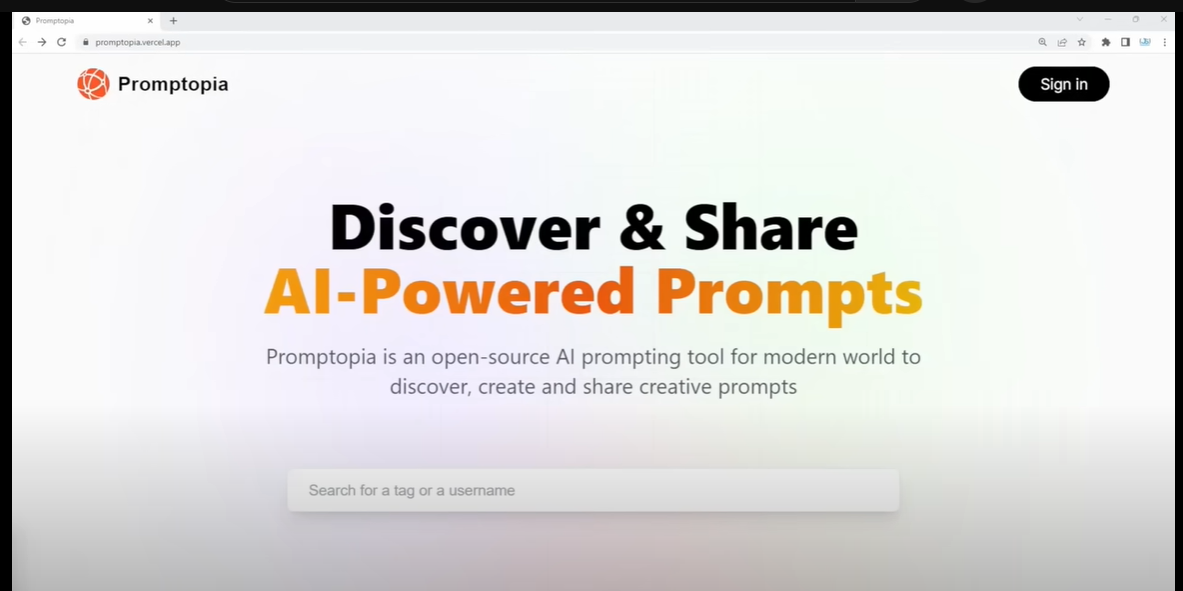 Promptopia
promptopia.vercel.app
Promptopia
Sign in
Discover & Share
AI-Powered Prompts
Promptopia is an open-source AI prompting tool for modern world to
discover, create and share creative prompts
Search for a tag or a username